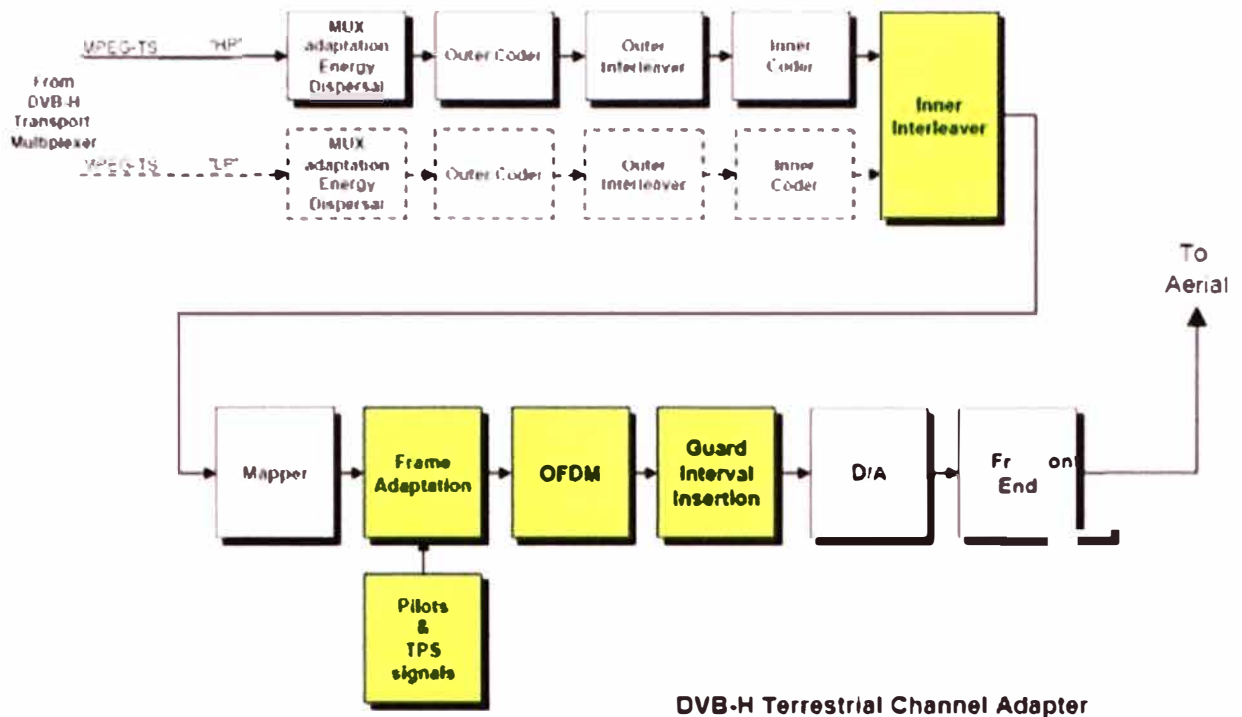 MPEG-TS "HP"
From
DVB-H
Transport
Multiplexer
MPEG-TS "LP"
MUX
adaptation
Energy
Dispersal
Outer Coder
Outer
Interleaver
Inner
Coder
MUX
adaptation
Energy
Dispersal
Outer Coder
Outer
Interleaver
Inner
Coder
Inner
Interleaver
To
Aerial
Mapper
Frame
Adaptation
OFDM
Guard
Interval
Insertion
D/A
Front
End
Pilots
&
TPS
signals
DVB-H Terrestrial Channel Adapter